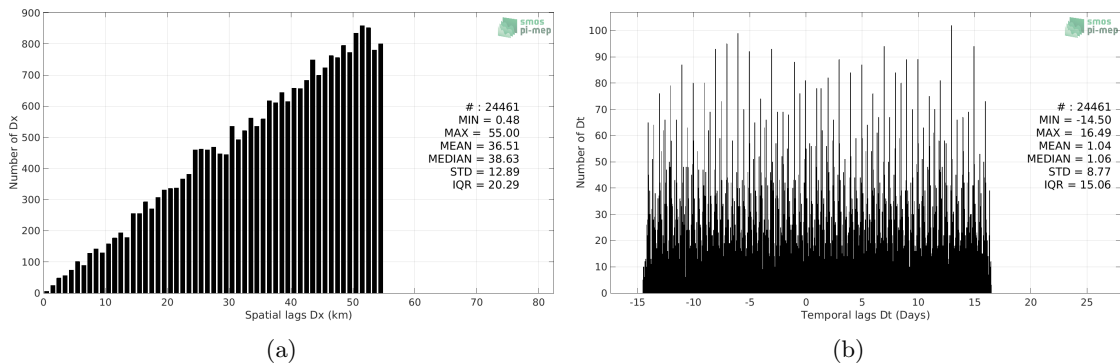 smos
pi-mep
900
800
700
600
500
400
300
200
100
0
Number of Dx
# : 24461
MIN = 0.48
MAX = 55.00
MEAN = 36.51
MEDIAN = 38.63
STD = 12.89
IQR = 20.29
0 10 20 30 40 50 60 70 80
Spatial lags Dx (km)
(a)
smos
pi-mep
100
90
80
70
60
50
40
30
20
10
0
Number of Dt
# : 24461
MIN = -14.50
MAX = 16.49
MEAN = 1.04
MEDIAN = 1.06
STD = 8.77
IQR = 15.06
-15 -10 -5 0 5 10 15 20 25
Temporal lags Dt (Days)
(b)